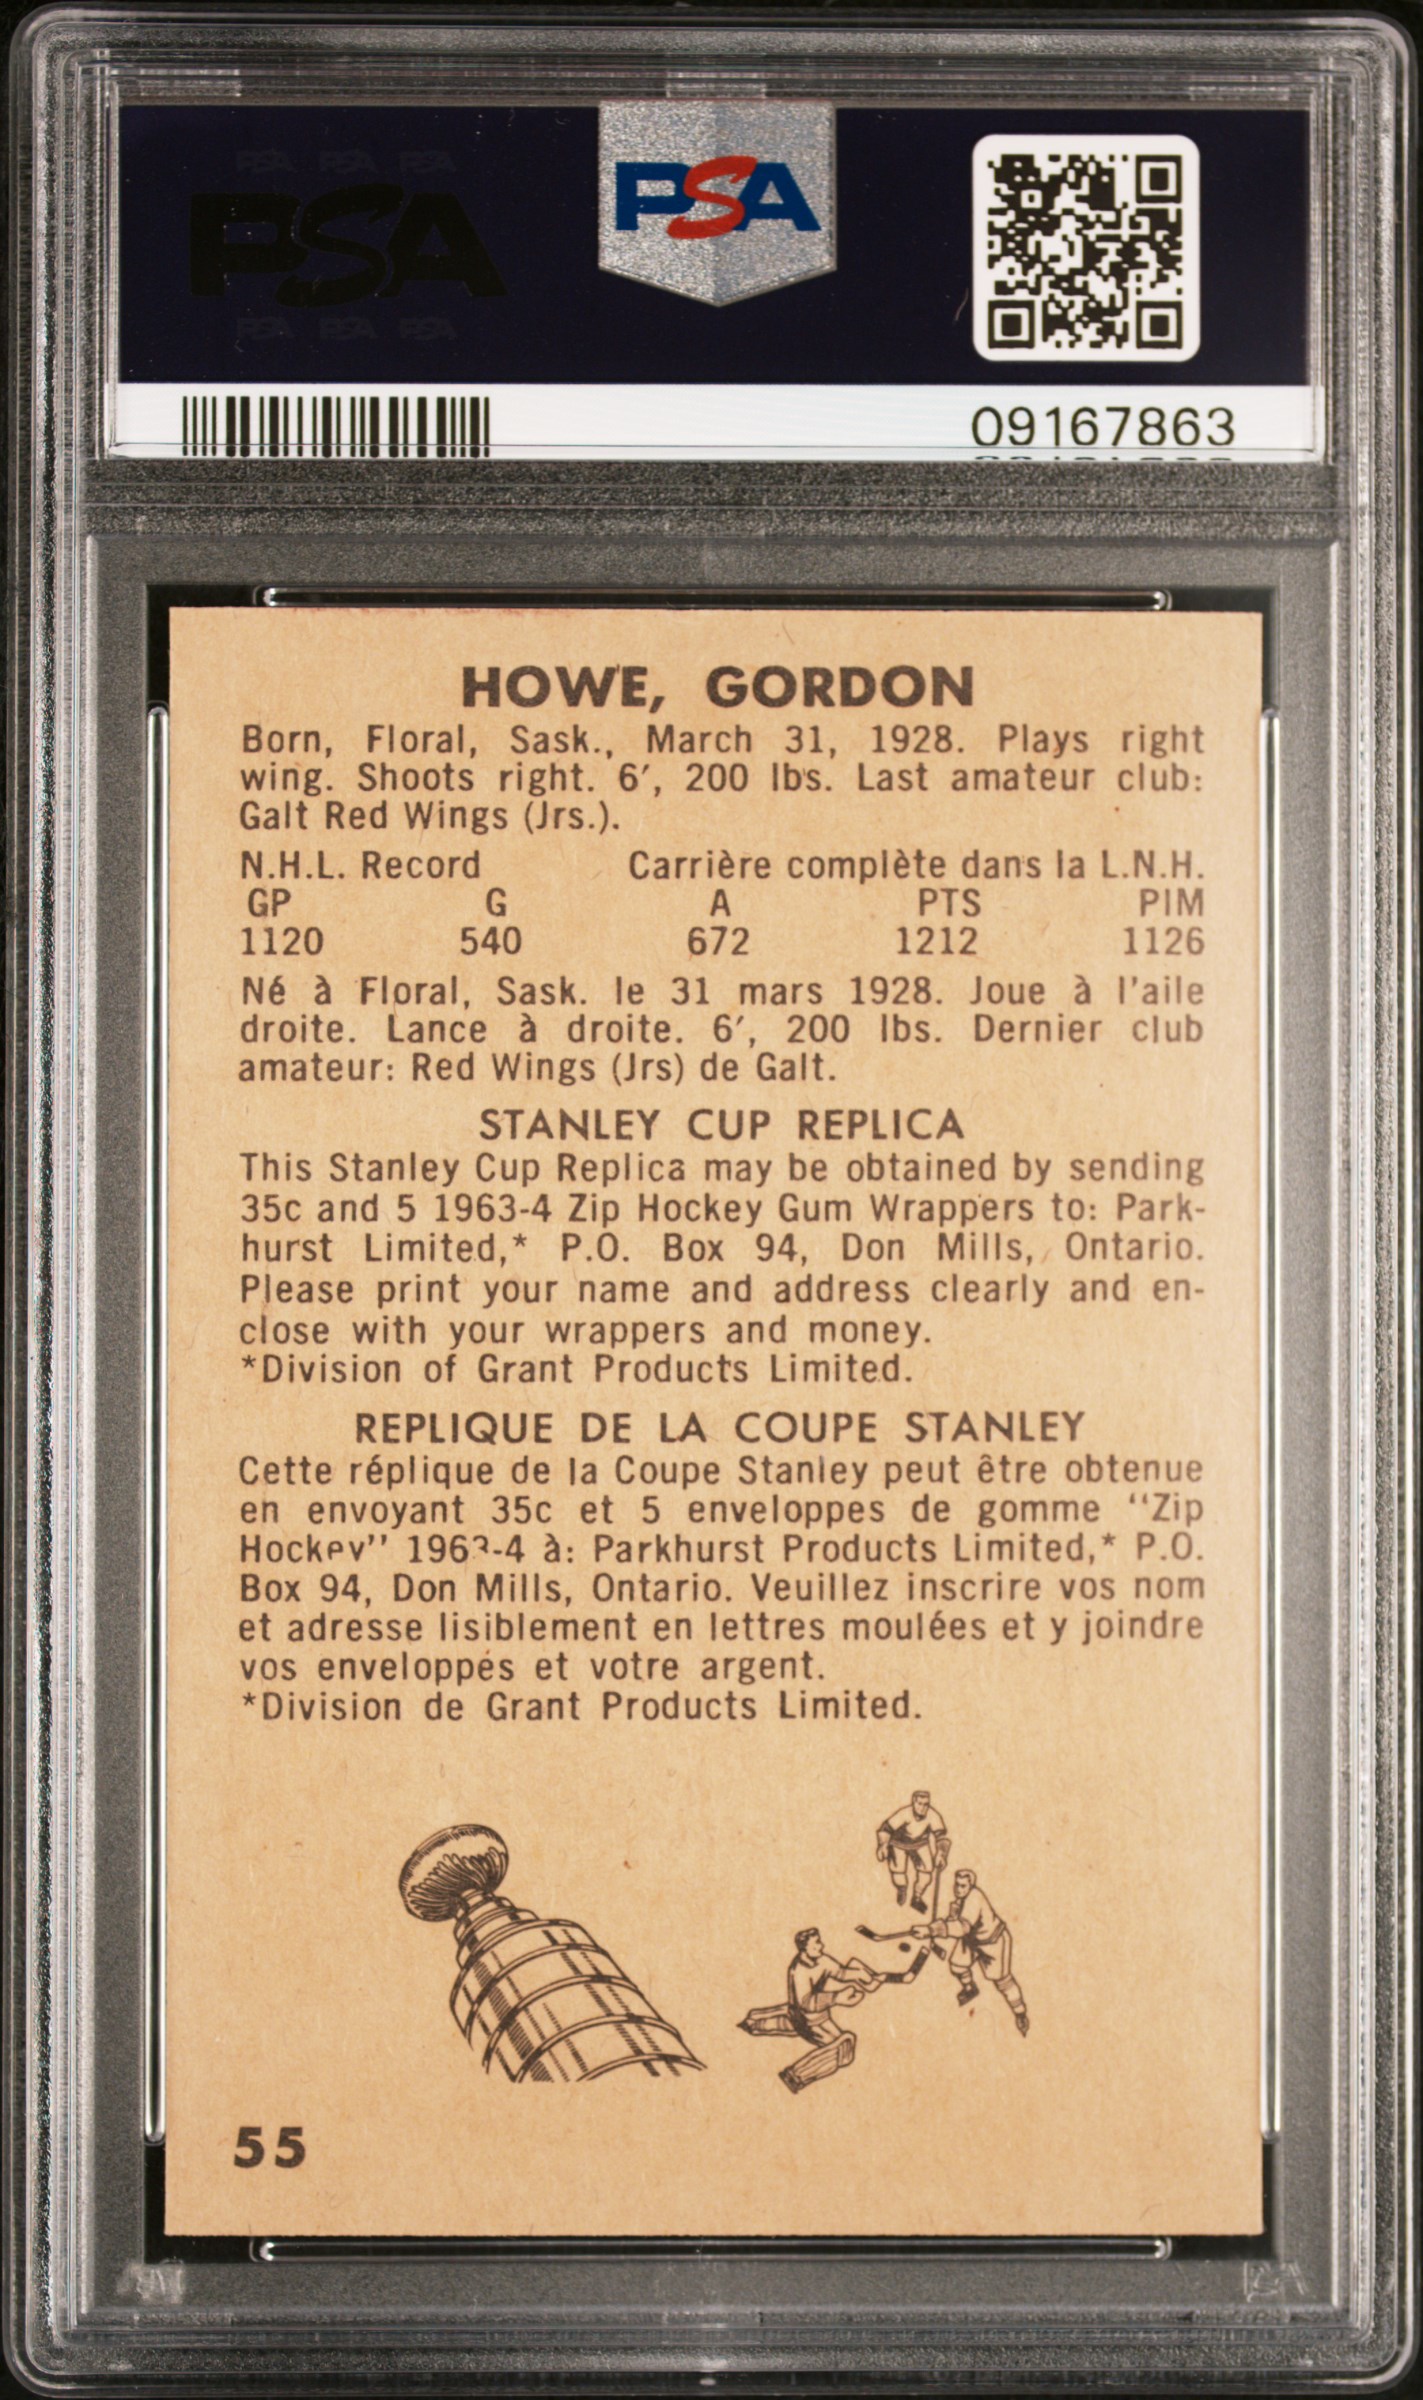 PSA PSA PSA
PSA
PSA PSA PSA
PSA
09167863
HOWE, GORDON
Born, Floral, Sask., March 31, 1928. Plays right
wing. Shoots right. 6′, 200 lbs. Last amateur club:
Galt Red Wings (Jrs.).
N.H.L. Record Carrière complète dans la L.N.H.
GP G A PTS PIM
1120 540 672 1212 1126
Né à Floral, Sask. le 31 mars 1928. Joue à l'aile
droite. Lance à droite. 6′, 200 lbs. Dernier club
amateur: Red Wings (Jrs) de Galt.
STANLEY CUP REPLICA
This Stanley Cup Replica may be obtained by sending
35c and 5 1963-4 Zip Hockey Gum Wrappers to: Park-
hurst Limited,* P.O. Box 94, Don Mills, Ontario.
Please print your name and address clearly and en-
close with your wrappers and money.
*Division of Grant Products Limited.
REPLIQUE DE LA COUPE STANLEY
Cette réplique de la Coupe Stanley peut être obtenue
en envoyant 35c et 5 enveloppes de gomme "Zip
Hockey" 1963-4 à: Parkhurst Products Limited,* P.O.
Box 94, Don Mills, Ontario. Veuillez inscrire vos nom
et adresse lisiblement en lettres moulées et y joindre
vos enveloppes et votre argent.
*Division de Grant Products Limited.
55